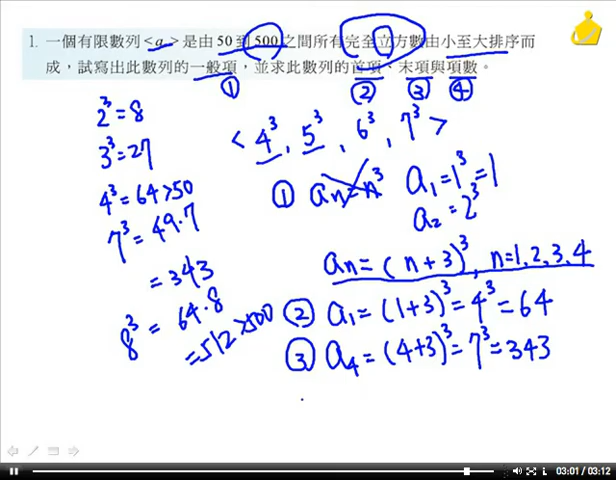 1. 一個有限數列<aₙ>是由50到500之間所有完全立方數由小至大排序而
成，試寫出此數列的一般項，並求此數列的首項、末項與項數。
① ② ③ ④
2³=8
3³=27
4³=64>50
7³=49·7
=343
8³=64·8
=512>500
<4³, 5³, 6³, 7³>
① an=n³ a₁=1³=1
a₂=2³
an=(n+3)³, n=1,2,3,4
② a₁=(1+3)³=4³=64
③ a₄=(4+3)³=7³=343
03:01 / 03:12